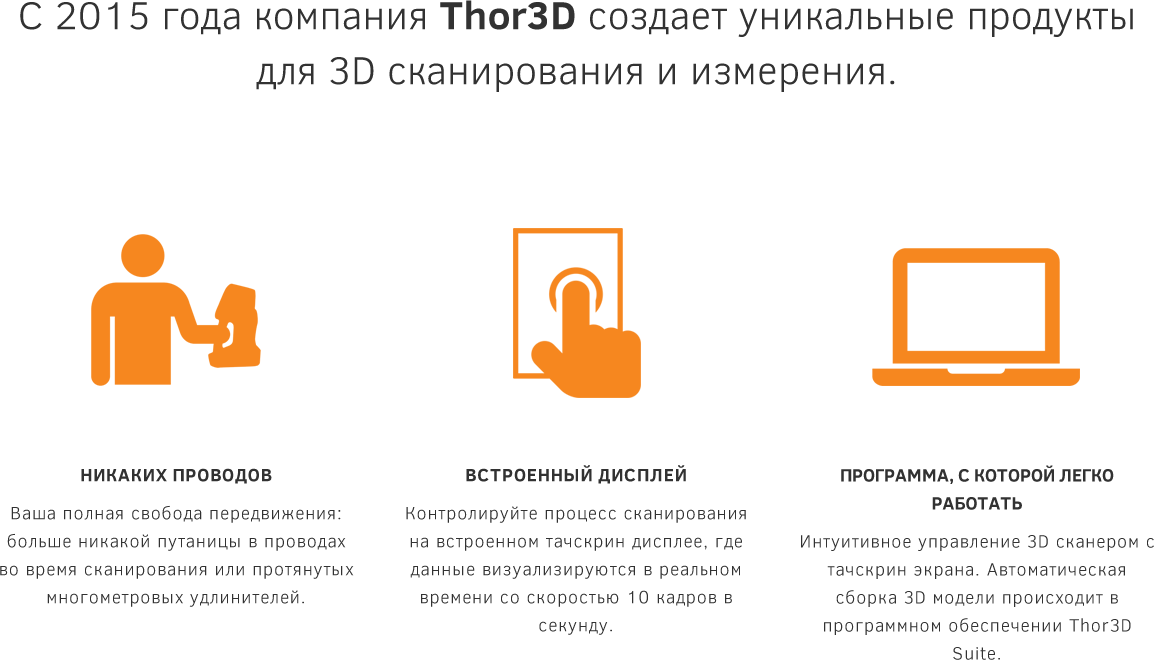 С 2015 года компания Thor3D создает уникальные продукты
для 3D сканирования и измерения.
НИКАКИХ ПРОВОДОВ
Ваша полная свобода передвижения:
больше никакой путаницы в проводах
во время сканирования или протянутых
многометровых удлинителей.
ВСТРОЕННЫЙ ДИСПЛЕЙ
Контролируйте процесс сканирования
на встроенном тачскрин дисплее, где
данные визуализируются в реальном
времени со скоростью 10 кадров в
секунду.
ПРОГРАММА, С КОТОРОЙ ЛЕГКО
РАБОТАТЬ
Интуитивное управление 3D сканером с
тачскрин экрана. Автоматическая
сборка 3D модели происходит в
программном обеспечении Thor3D
Suite.